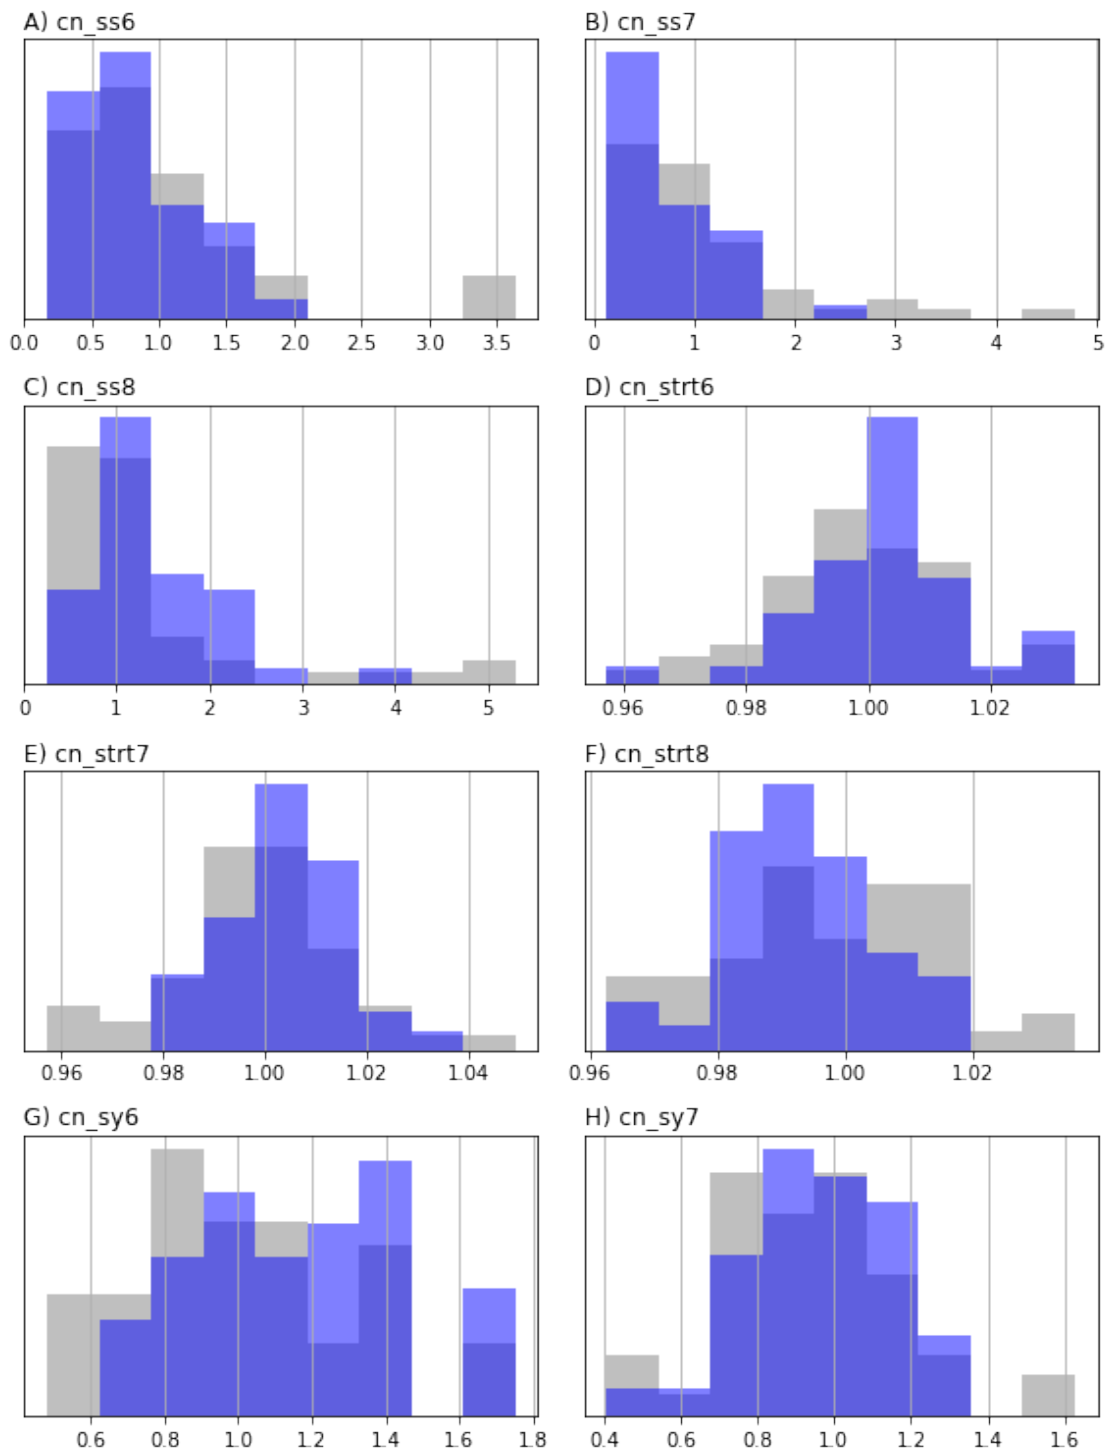 A) cn_ss6
0.0 0.5 1.0 1.5 2.0 2.5 3.0 3.5
B) cn_ss7
0 1 2 3 4 5
C) cn_ss8
0 1 2 3 4 5
D) cn_strt6
0.96 0.98 1.00 1.02
E) cn_strt7
0.96 0.98 1.00 1.02 1.04
F) cn_strt8
0.96 0.98 1.00 1.02
G) cn_sy6
0.6 0.8 1.0 1.2 1.4 1.6 1.8
H) cn_sy7
0.4 0.6 0.8 1.0 1.2 1.4 1.6